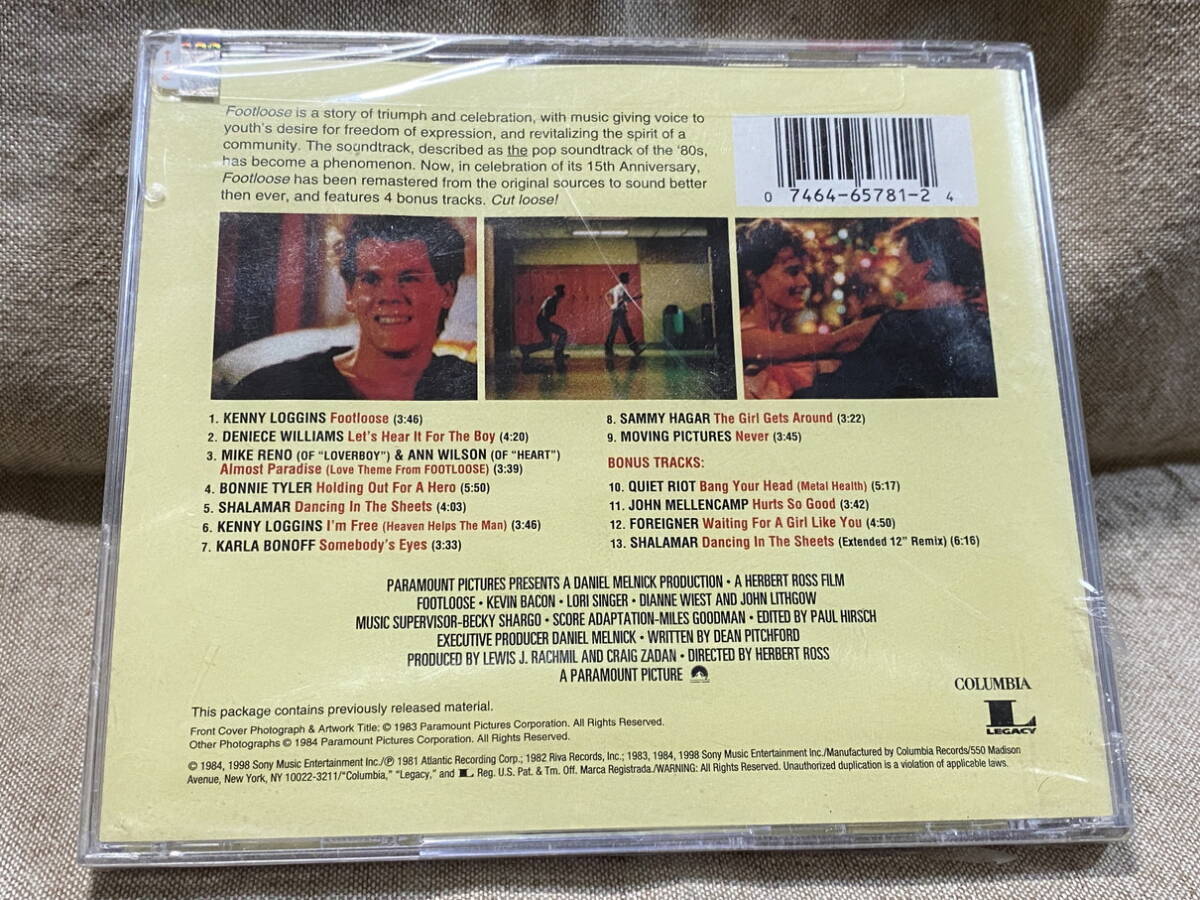 Footloose is a story of triumph and celebration, with music giving voice to
youth's desire for freedom of expression, and revitalizing the spirit of a
community. The soundtrack, described as the pop soundtrack of the '80s,
has become a phenomenon. Now, in celebration of its 15th Anniversary,
Footloose has been remastered from the original sources to sound better
then ever, and features 4 bonus tracks. Cut loose!
0 7464-65781-2 4
1. KENNY LOGGINS Footloose (3:46)
2. DENIECE WILLIAMS Let's Hear It For The Boy (4:20)
3. MIKE RENO (OF "LOVERBOY") & ANN WILSON (OF "HEART")
Almost Paradise (Love Theme From FOOTLOOSE) (3:39)
4. BONNIE TYLER Holding Out For A Hero (5:50)
5. SHALAMAR Dancing In The Sheets (4:03)
6. KENNY LOGGINS I'm Free (Heaven Helps The Man) (3:46)
7. KARLA BONOFF Somebody's Eyes (3:33)
8. SAMMY HAGAR The Girl Gets Around (3:22)
9. MOVING PICTURES Never (3:45)
BONUS TRACKS:
10. QUIET RIOT Bang Your Head (Metal Health) (5:17)
11. JOHN MELLENCAMP Hurts So Good (3:42)
12. FOREIGNER Waiting For A Girl Like You (4:50)
13. SHALAMAR Dancing In The Sheets (Extended 12" Remix) (6:16)
PARAMOUNT PICTURES PRESENTS A DANIEL MELNICK PRODUCTION • A HERBERT ROSS FILM
FOOTLOOSE • KEVIN BACON • LORI SINGER • DIANNE WIEST AND JOHN LITHGOW
MUSIC SUPERVISOR-BECKY SHARGO • SCORE ADAPTATION-MILES GOODMAN • EDITED BY PAUL HIRSCH
EXECUTIVE PRODUCER DANIEL MELNICK • WRITTEN BY DEAN PITCHFORD
PRODUCED BY LEWIS J. RACHMIL AND CRAIG ZADAN • DIRECTED BY HERBERT ROSS
A PARAMOUNT PICTURE
COLUMBIA
L
LEGACY
This package contains previously released material.
Front Cover Photograph & Artwork Title: © 1983 Paramount Pictures Corporation. All Rights Reserved.
Other Photographs © 1984 Paramount Pictures Corporation. All Rights Reserved.
© 1984, 1998 Sony Music Entertainment Inc./℗ 1981 Atlantic Recording Corp.; 1982 Riva Records, Inc.; 1983, 1984, 1998 Sony Music Entertainment Inc./Manufactured by Columbia Records/550 Madison
Avenue, New York, NY 10022-3211/"Columbia," "Legacy," and L Reg. U.S. Pat. & Tm. Off. Marca Registrada./WARNING: All Rights Reserved. Unauthorized duplication is a violation of applicable laws.